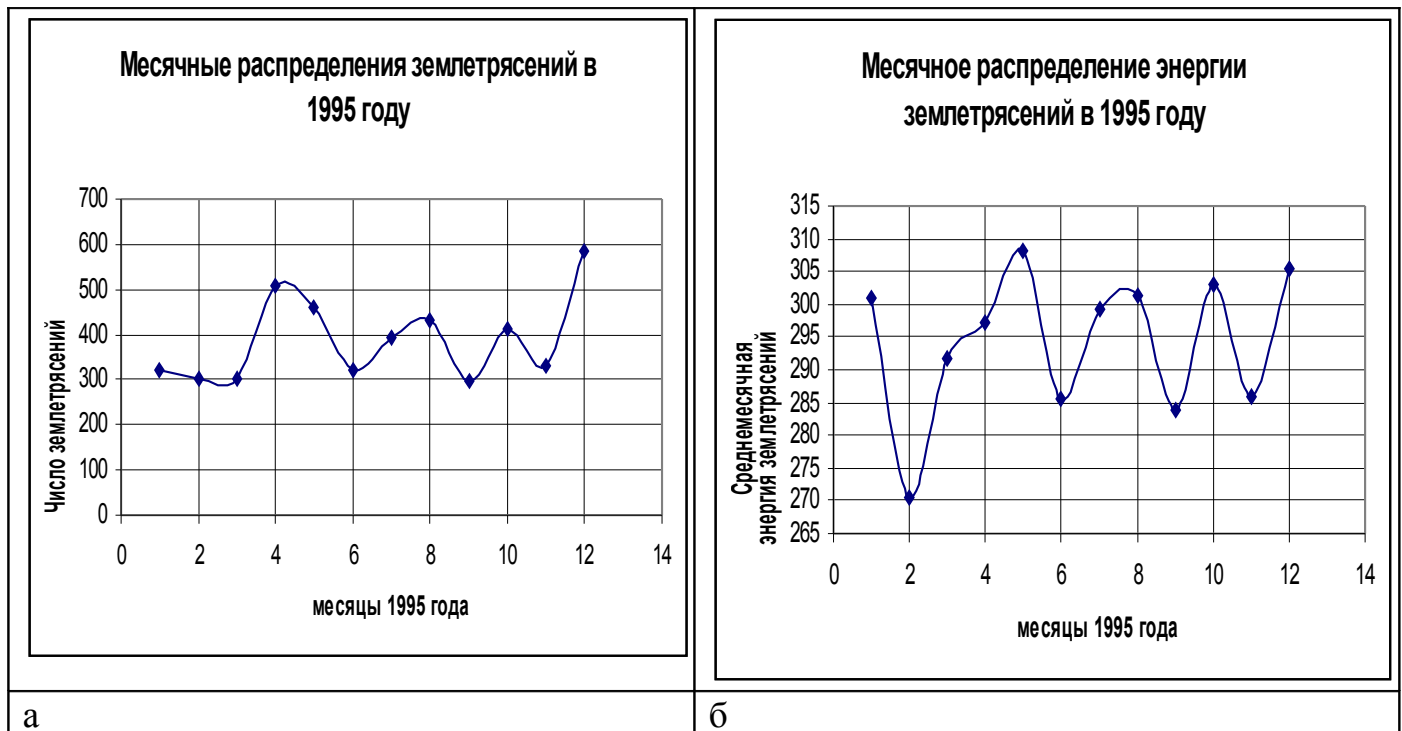 Месячные распределения землетрясений в
1995 году
Число землетрясений
700
600
500
400
300
200
100
0
0 2 4 6 8 10 12 14
месяцы 1995 года
а
Месячное распределение энергии
землетрясений в 1995 году
Среднемесячная
энергия землетрясений
315
310
305
300
295
290
285
280
275
270
265
0 2 4 6 8 10 12 14
месяцы 1995 года
б